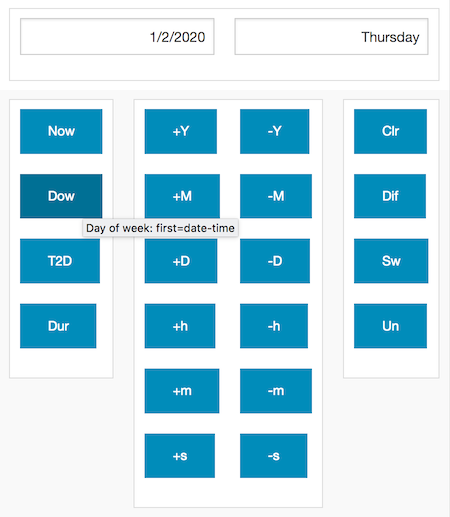 1/2/2020 Thursday
Now +Y -Y Clr
Dow +M -M Dif
Day of week: first=date-time
T2D +D -D Sw
Dur +h -h Un
+m -m
+s -s